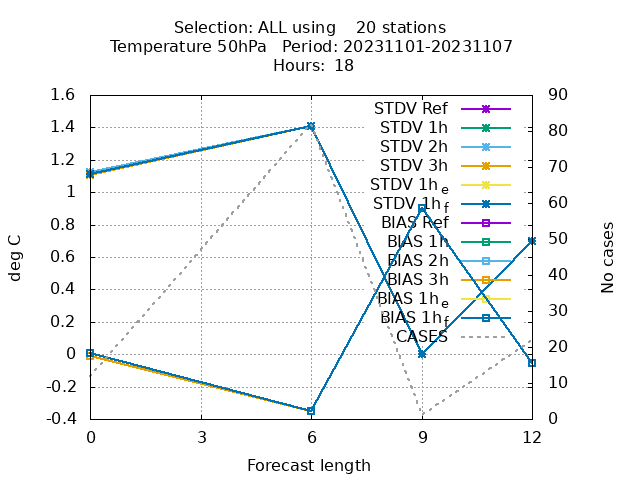 Selection: ALL using    20 stations
Temperature 50hPa   Period: 20231101-20231107
Hours:  18
1.6
1.4
1.2
1
0.8
0.6
0.4
0.2
0
-0.2
-0.4
deg C
90
80
70
60
50
40
30
20
10
0
No cases
STDV Ref
STDV 1h
STDV 2h
STDV 3h
STDV 1he
STDV 1hf
BIAS Ref
BIAS 1h
BIAS 2h
BIAS 3h
BIAS 1he
BIAS 1hf
CASES
0 3 6 9 12
Forecast length